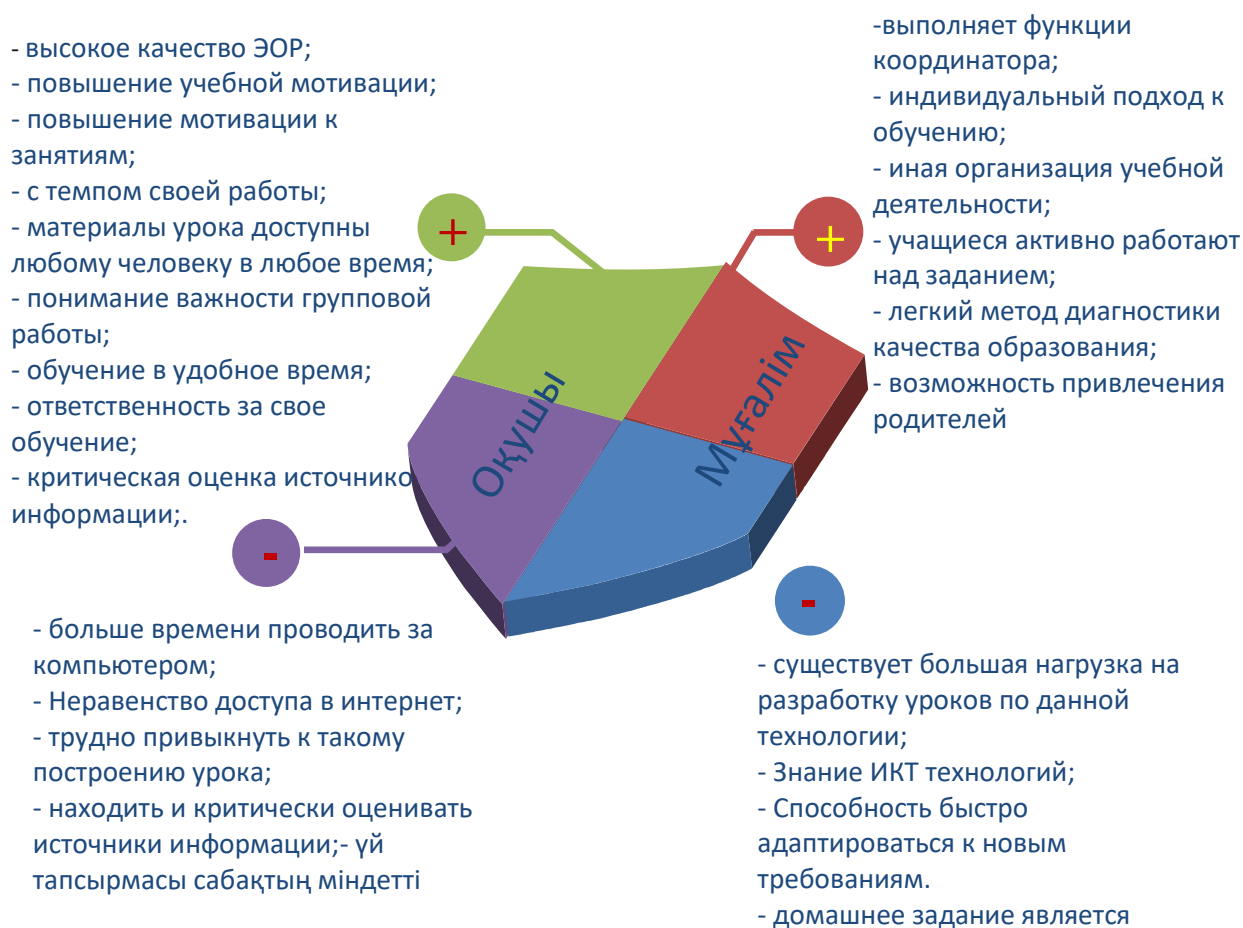 - высокое качество ЭОР;
- повышение учебной мотивации;
- повышение мотивации к
занятиям;
- с темпом своей работы;
- материалы урока доступны
любому человеку в любое время;
- понимание важности групповой
работы;
- обучение в удобное время;
- ответственность за свое
обучение;
- критическая оценка источнико
информации;.
-выполняет функции
координатора;
- индивидуальный подход к
обучению;
- иная организация учебной
деятельности;
- учащиеся активно работают
над заданием;
- легкий метод диагностики
качества образования;
- возможность привлечения
родителей
+
+
Оқушы
Мұғалім
-
-
- больше времени проводить за
компьютером;
- Неравенство доступа в интернет;
- трудно привыкнуть к такому
построению урока;
- находить и критически оценивать
источники информации;- үй
тапсырмасы сабақтың міндетті
- существует большая нагрузка на
разработку уроков по данной
технологии;
- Знание ИКТ технологий;
- Способность быстро
адаптироваться к новым
требованиям.
- домашнее задание является